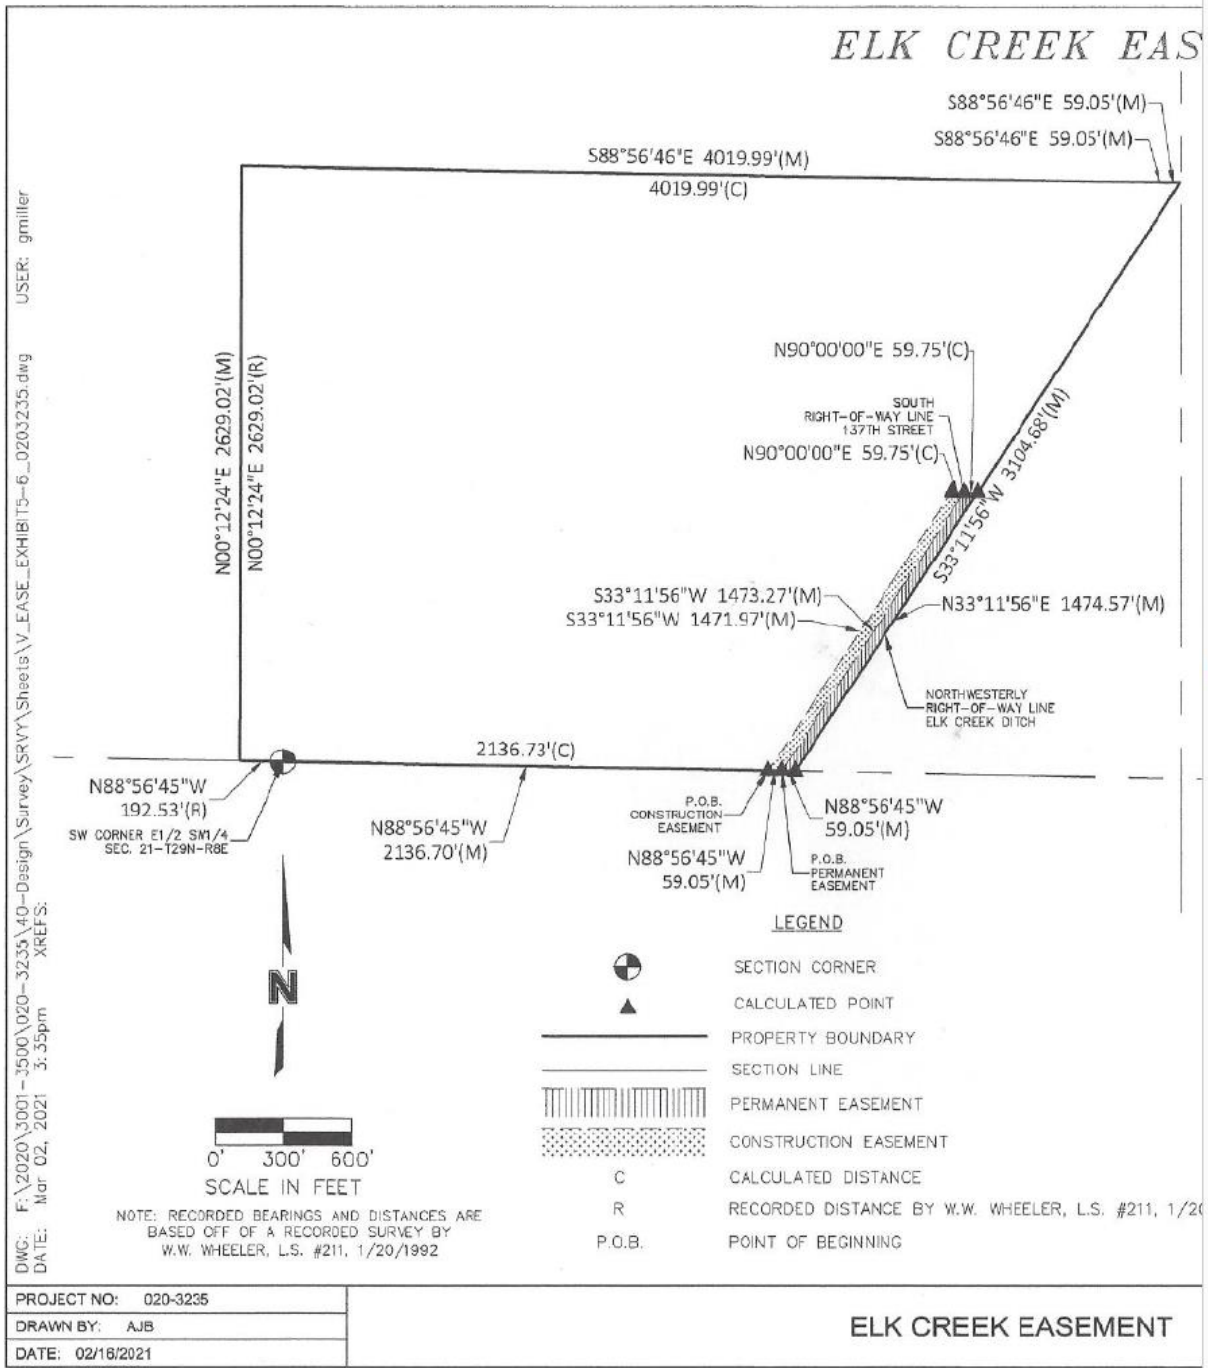 ELK CREEK EAS
S88°56'46"E 59.05'(M)
S88°56'46"E 59.05'(M)
S88°56'46"E 4019.99'(M)
4019.99'(C)
N00°12'24"E 2629.02'(M)
N00°12'24"E 2629.02'(R)
N90°00'00"E 59.75'(C)
SOUTH
RIGHT-OF-WAY LINE
137TH STREET
N90°00'00"E 59.75'(C)
S33°11'56"W 3104.68'(M)
S33°11'56"W 1473.27'(M)
S33°11'56"W 1471.97'(M)
N33°11'56"E 1474.57'(M)
NORTHWESTERLY
RIGHT-OF-WAY LINE
ELK CREEK DITCH
2136.73'(C)
N88°56'45"W
192.53'(R)
SW CORNER E1/2 SW1/4
SEC. 21-T29N-R8E
N88°56'45"W
2136.70'(M)
P.O.B.
CONSTRUCTION
EASEMENT
N88°56'45"W
59.05'(M)
N88°56'45"W
59.05'(M)
P.O.B.
PERMANENT
EASEMENT
N
0' 300' 600'
SCALE IN FEET
NOTE: RECORDED BEARINGS AND DISTANCES ARE
BASED OFF OF A RECORDED SURVEY BY
W.W. WHEELER, L.S. #211, 1/20/1992
LEGEND
SECTION CORNER
CALCULATED POINT
PROPERTY BOUNDARY
SECTION LINE
PERMANENT EASEMENT
CONSTRUCTION EASEMENT
C CALCULATED DISTANCE
R RECORDED DISTANCE BY W.W. WHEELER, L.S. #211, 1/20
P.O.B. POINT OF BEGINNING
DWG: F:\2020\3001-3500\020-3235\40-Design\Survey\SRVY\Sheets\V_EASE_EXHIBIT5-6_0203235.dwg USER: gmiller
DATE: Mar 02, 2021 3:35pm XREFS:
PROJECT NO: 020-3235
DRAWN BY: AJB
DATE: 02/16/2021
ELK CREEK EASEMENT